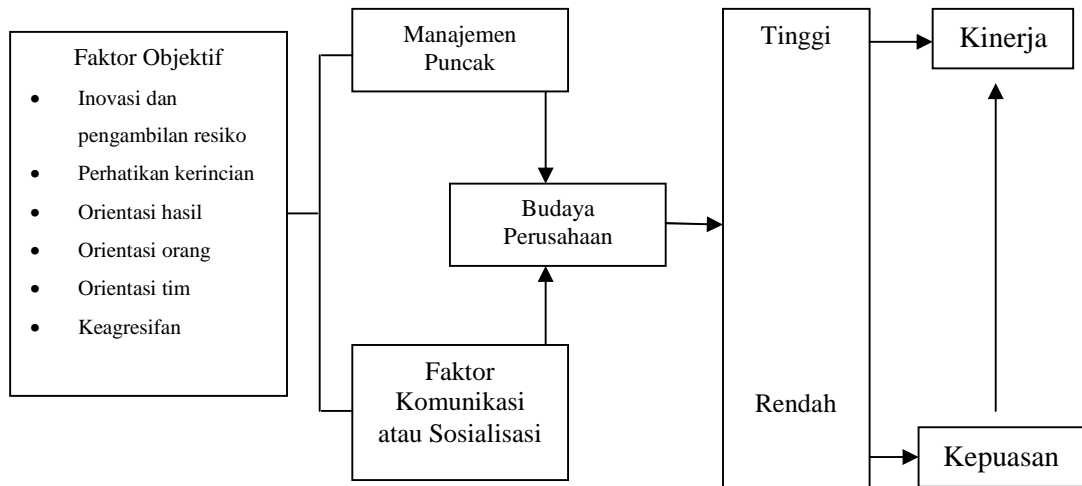 Faktor Objektif
• Inovasi dan
pengambilan resiko
• Perhatikan kerincian
• Orientasi hasil
• Orientasi orang
• Orientasi tim
• Keagresifan
Manajemen
Puncak
Faktor
Komunikasi
atau Sosialisasi
Budaya
Perusahaan
Tinggi
Rendah
Kinerja
Kepuasan